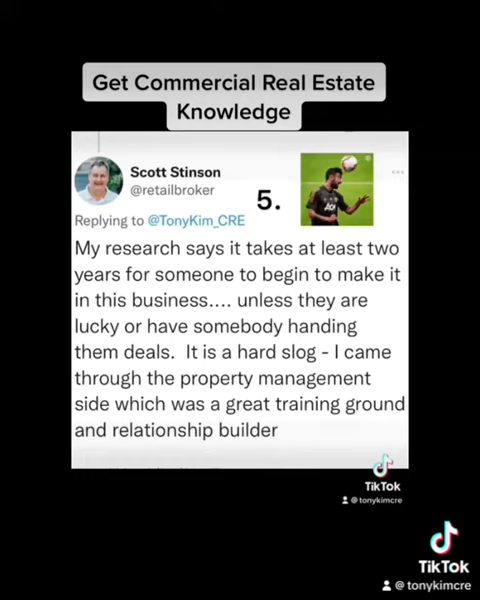 Get Commercial Real Estate
Knowledge
Scott Stinson
@retailbroker
5.
Replying to @TonyKim_CRE
My research says it takes at least two
years for someone to begin to make it
in this business.... unless they are
lucky or have somebody handing
them deals.  It is a hard slog - I came
through the property management
side which was a great training ground
and relationship builder
TikTok
@tonykimcre
TikTok
@tonykimcre